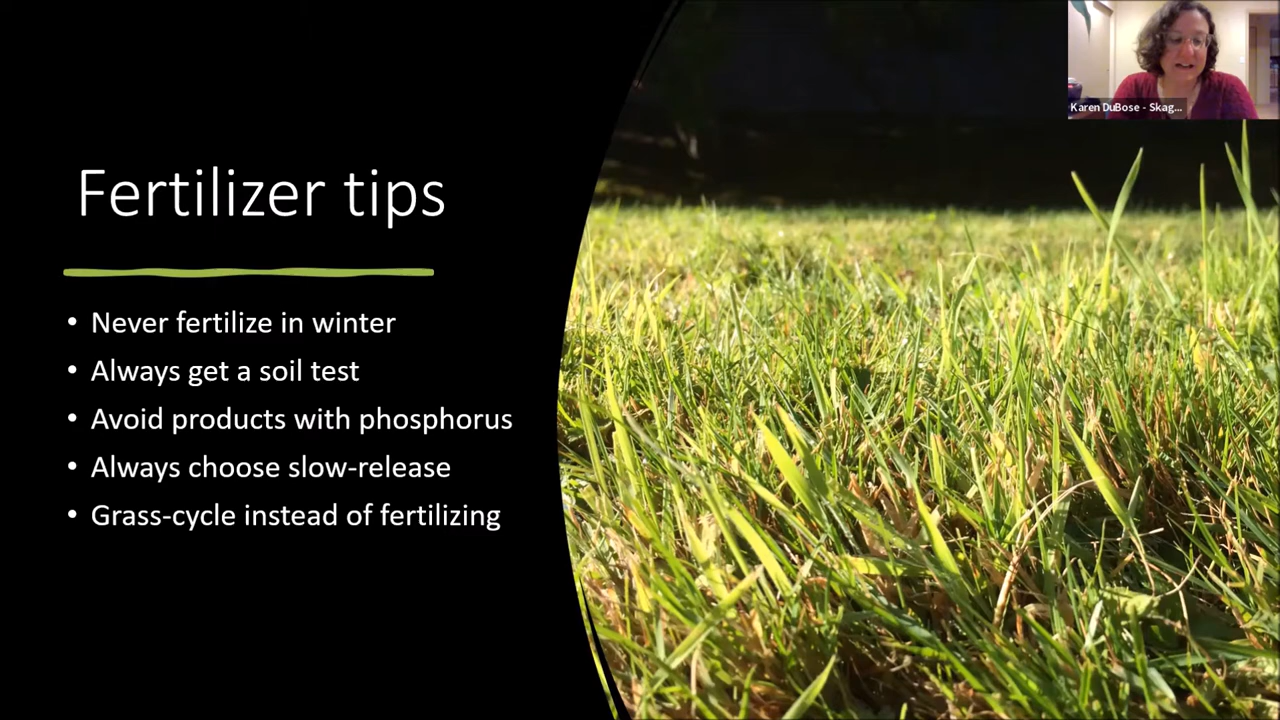 Karen DuBose - Skag...
Fertilizer tips
• Never fertilize in winter
• Always get a soil test
• Avoid products with phosphorus
• Always choose slow-release
• Grass-cycle instead of fertilizing